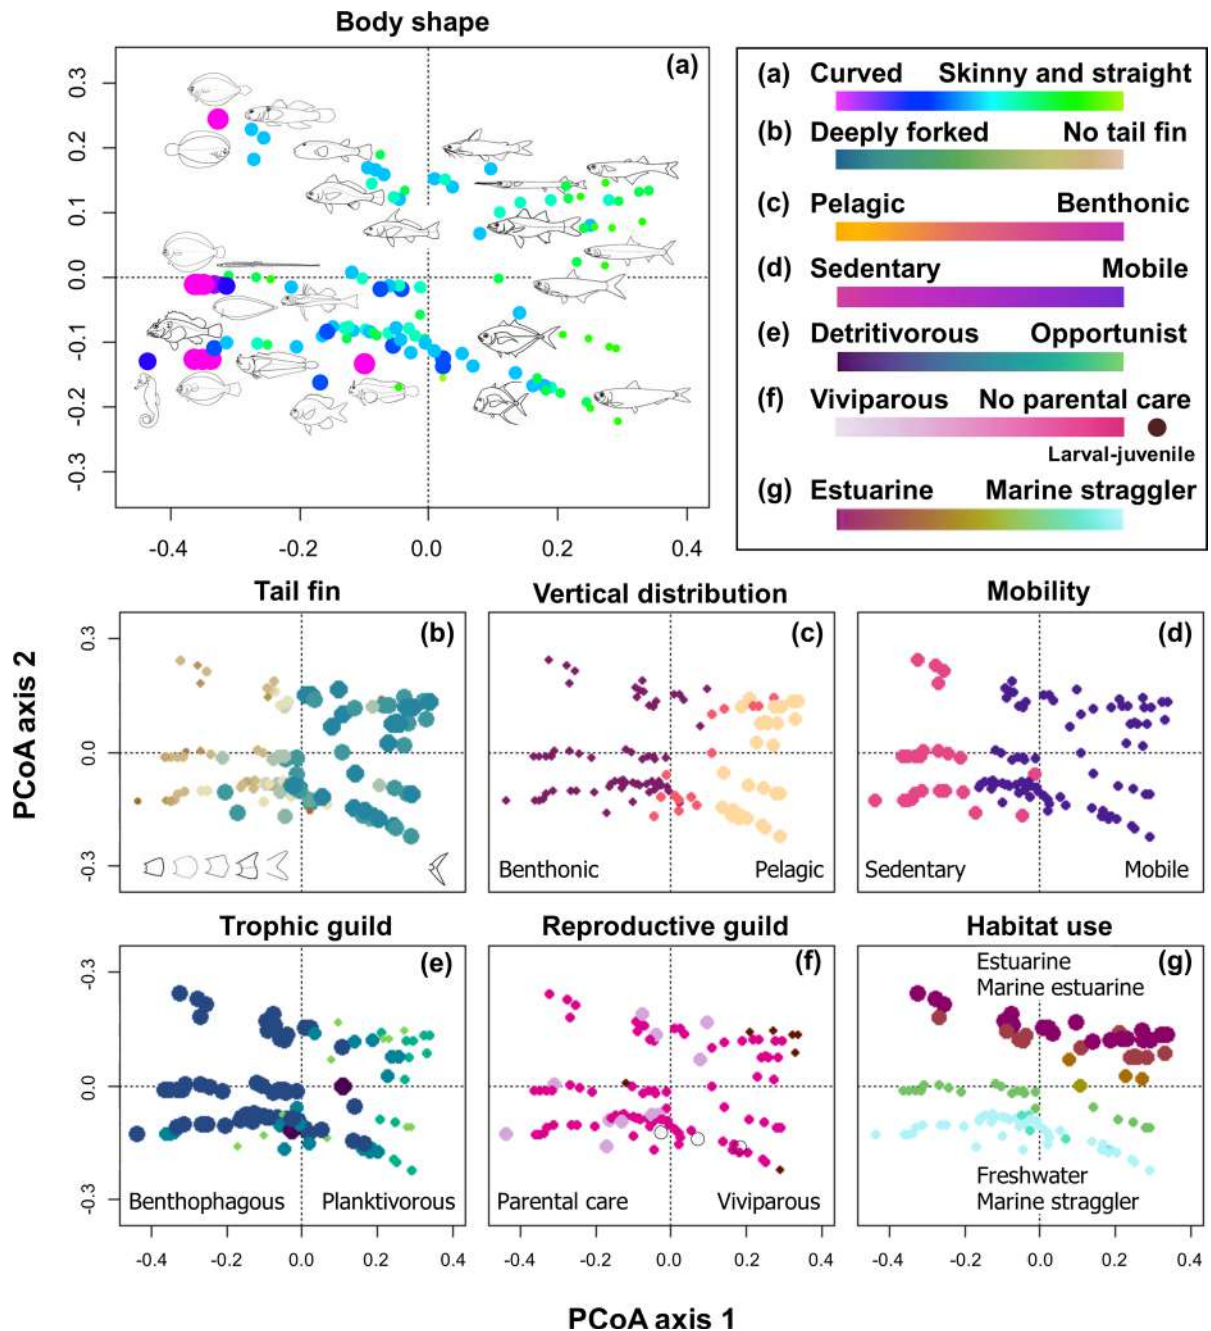 Body shape
(a)
0.3
0.2
0.1
0.0
-0.1
-0.2
-0.3
-0.4 -0.2 0.0 0.2 0.4
(a) Curved Skinny and straight
(b) Deeply forked No tail fin
(c) Pelagic Benthonic
(d) Sedentary Mobile
(e) Detritivorous Opportunist
(f) Viviparous No parental care
Larval-juvenile
(g) Estuarine Marine straggler
Tail fin Vertical distribution Mobility
(b) (c) (d)
0.3
0.0
-0.3
Benthonic Pelagic
Sedentary Mobile
PCoA axis 2
Trophic guild Reproductive guild Habitat use
(e) (f) (g)
-0.3
0.0
-0.3
Benthophagous Planktivorous
Parental care Viviparous
Estuarine
Marine estuarine
Freshwater
Marine straggler
-0.4 -0.2 0.0 0.2 0.4
-0.4 -0.2 0.0 0.2 0.4
-0.4 -0.2 0.0 0.2 0.4
PCoA axis 1